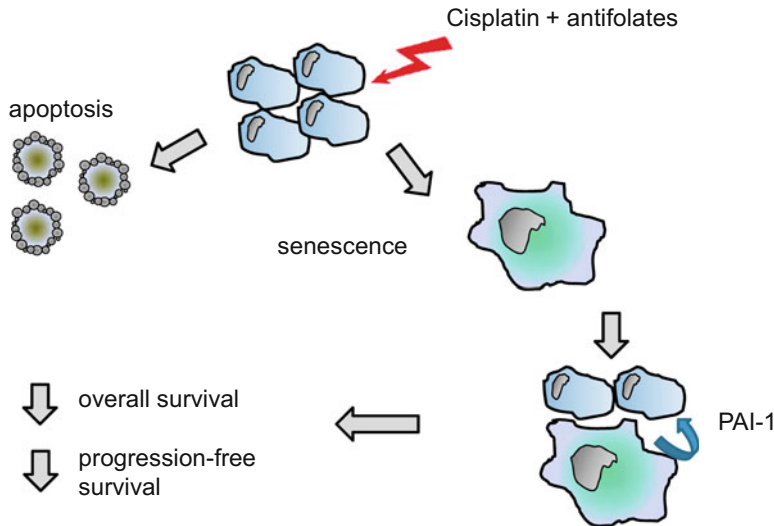 Cisplatin + antifolates
apoptosis
senescence
PAI-1
overall survival
progression-free
survival